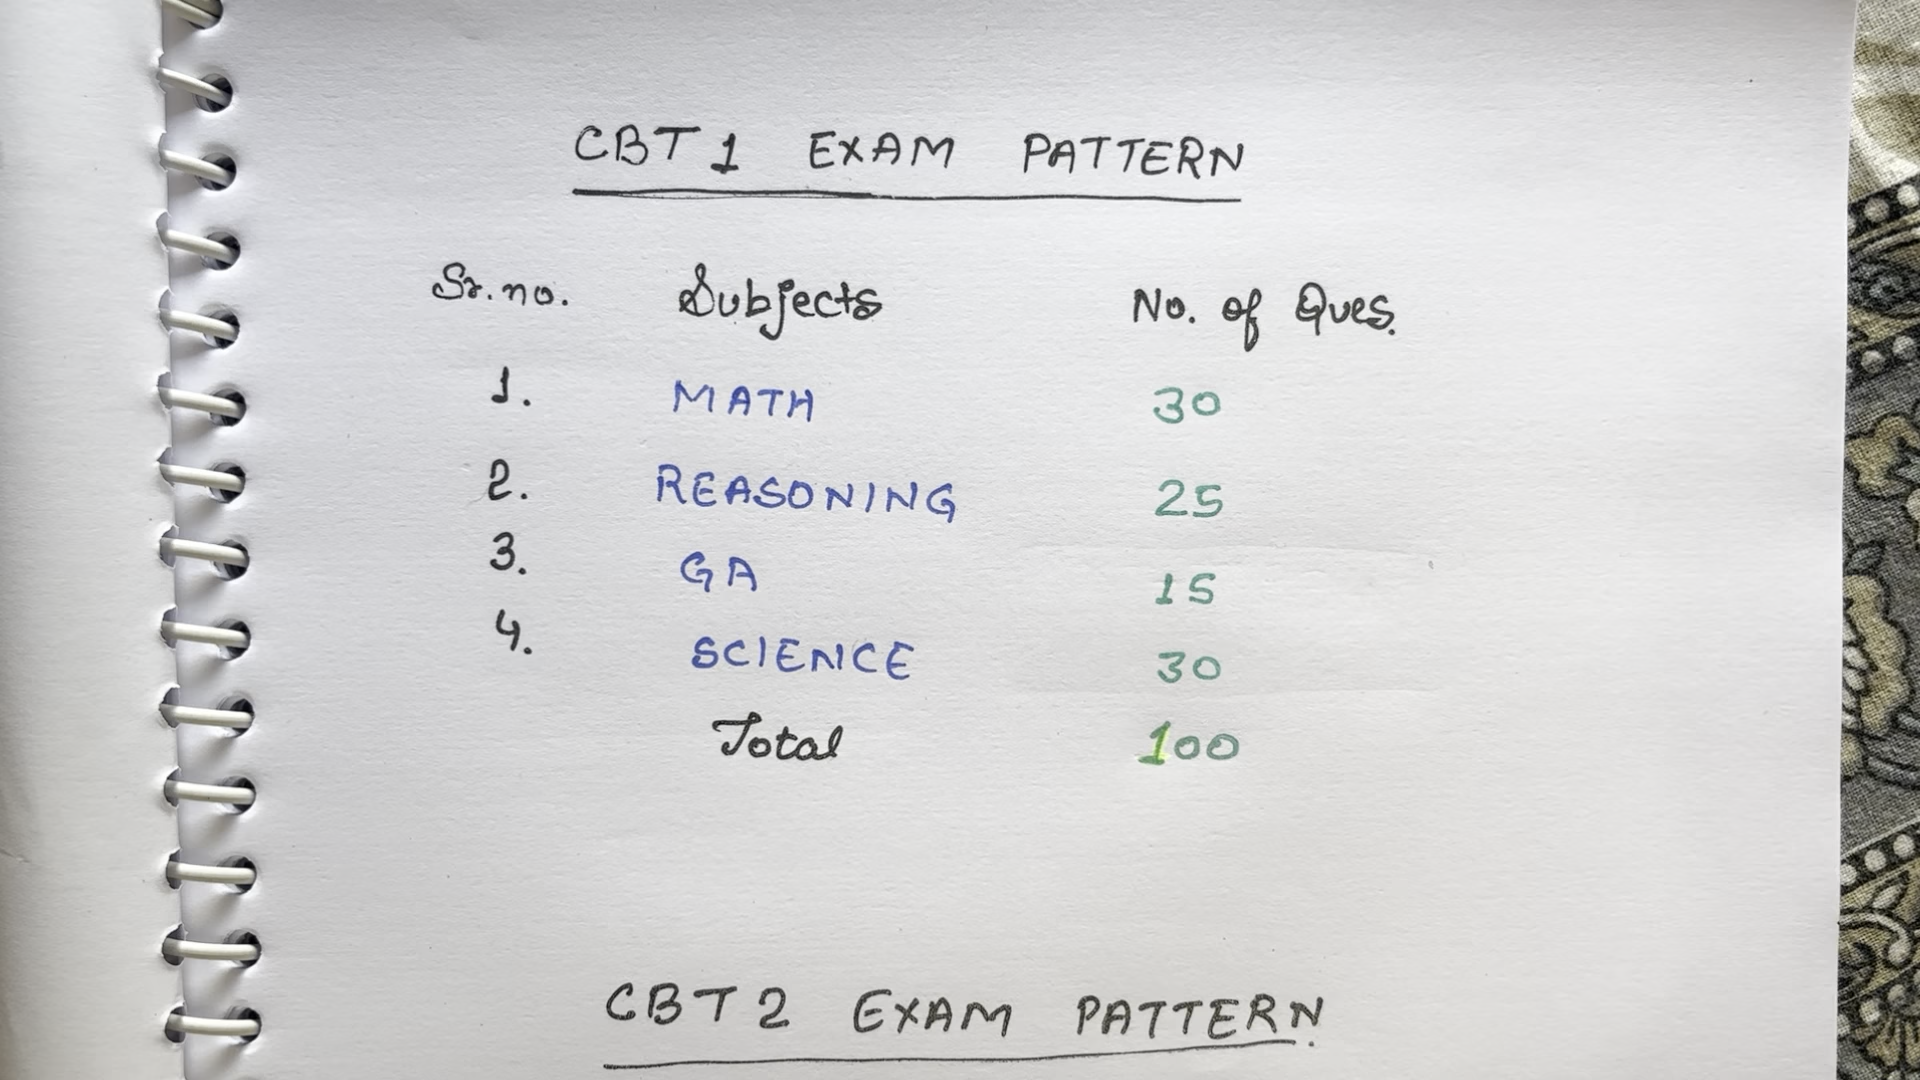 CBT 1 EXAM PATTERN
Sr. no. Subjects No. of Ques.
1. MATH 30
2. REASONING 25
3. GA 15
4. SCIENCE 30
Total 100
CBT 2 EXAM PATTERN.